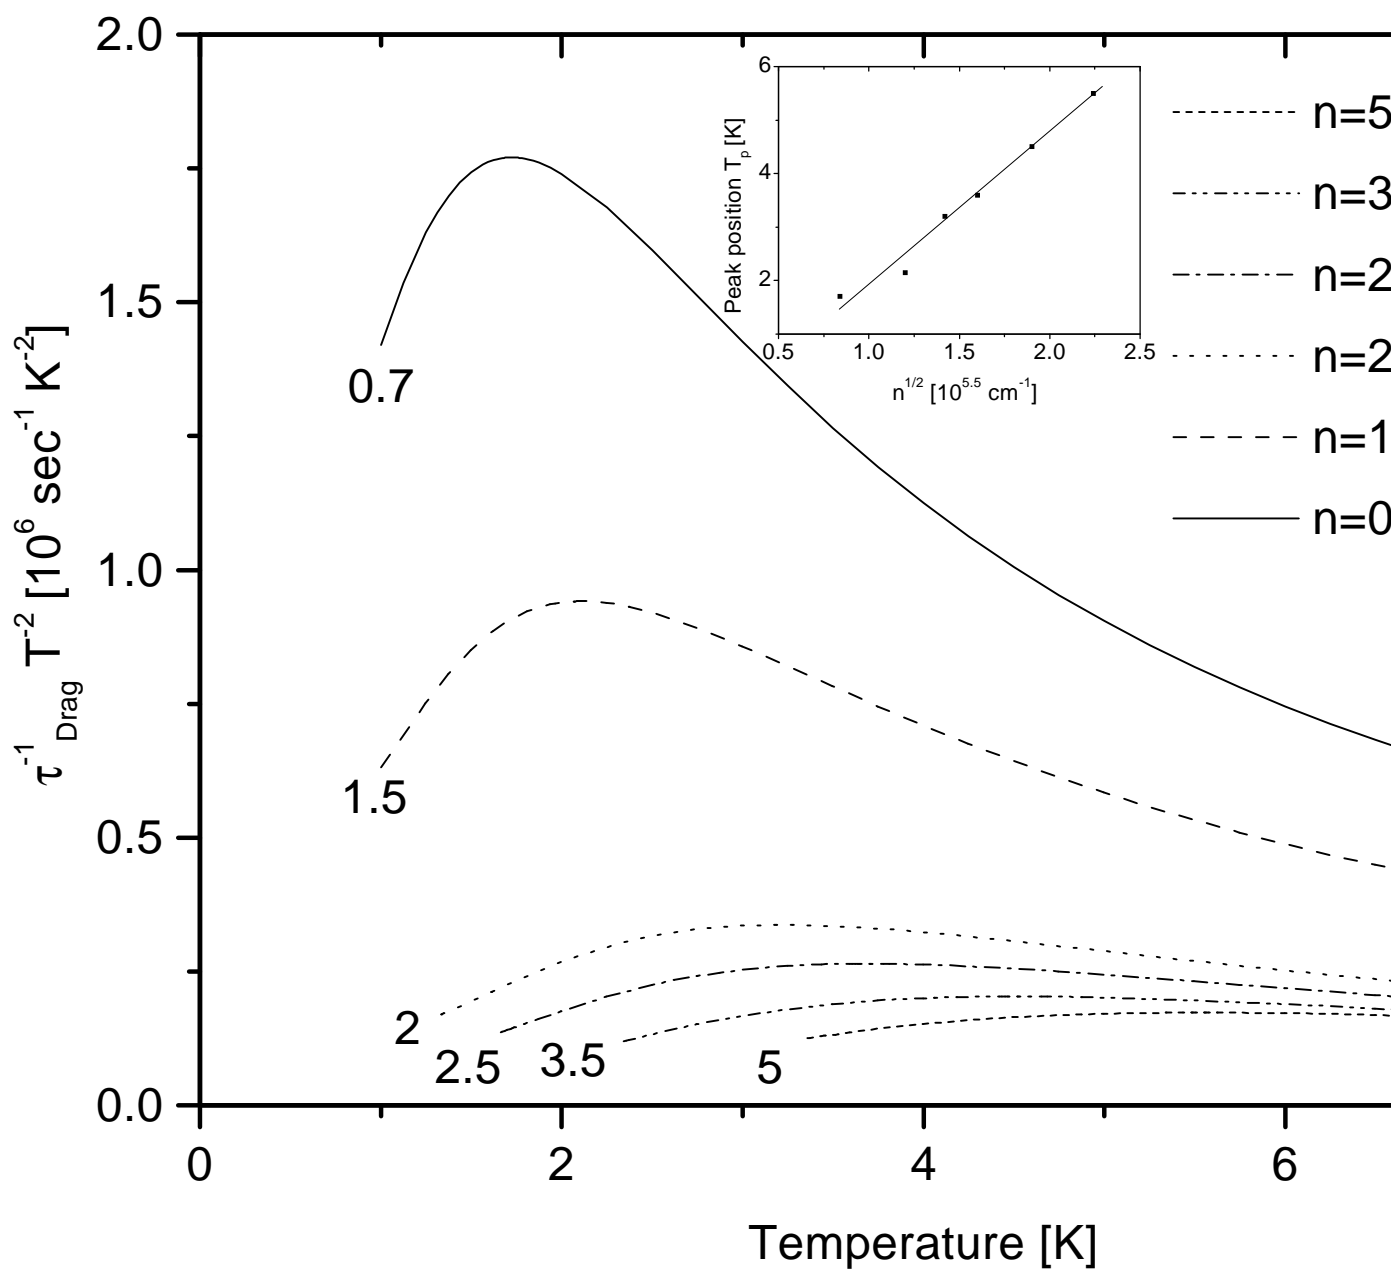 2.0
1.5
1.0
0.5
0.0
0
2
4
6
τ⁻¹Drag T⁻² [10⁶ sec⁻¹ K⁻²]
Temperature [K]
0.7
1.5
2
2.5
3.5
5
6
4
2
0.5
1.0
1.5
2.0
2.5
Peak position Tₚ [K]
n¹ᐟ² [10⁵·⁵ cm⁻¹]
n=5
n=3
n=2
n=2
n=1
n=0